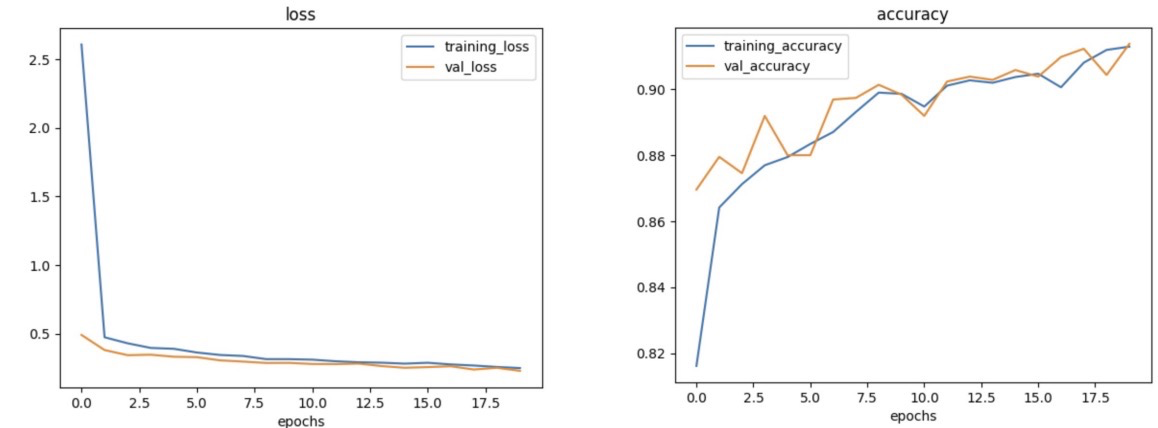 loss
training_loss
val_loss
2.5
2.0
1.5
1.0
0.5
0.0 2.5 5.0 7.5 10.0 12.5 15.0 17.5
epochs
accuracy
training_accuracy
val_accuracy
0.90
0.88
0.86
0.84
0.82
0.0 2.5 5.0 7.5 10.0 12.5 15.0 17.5
epochs